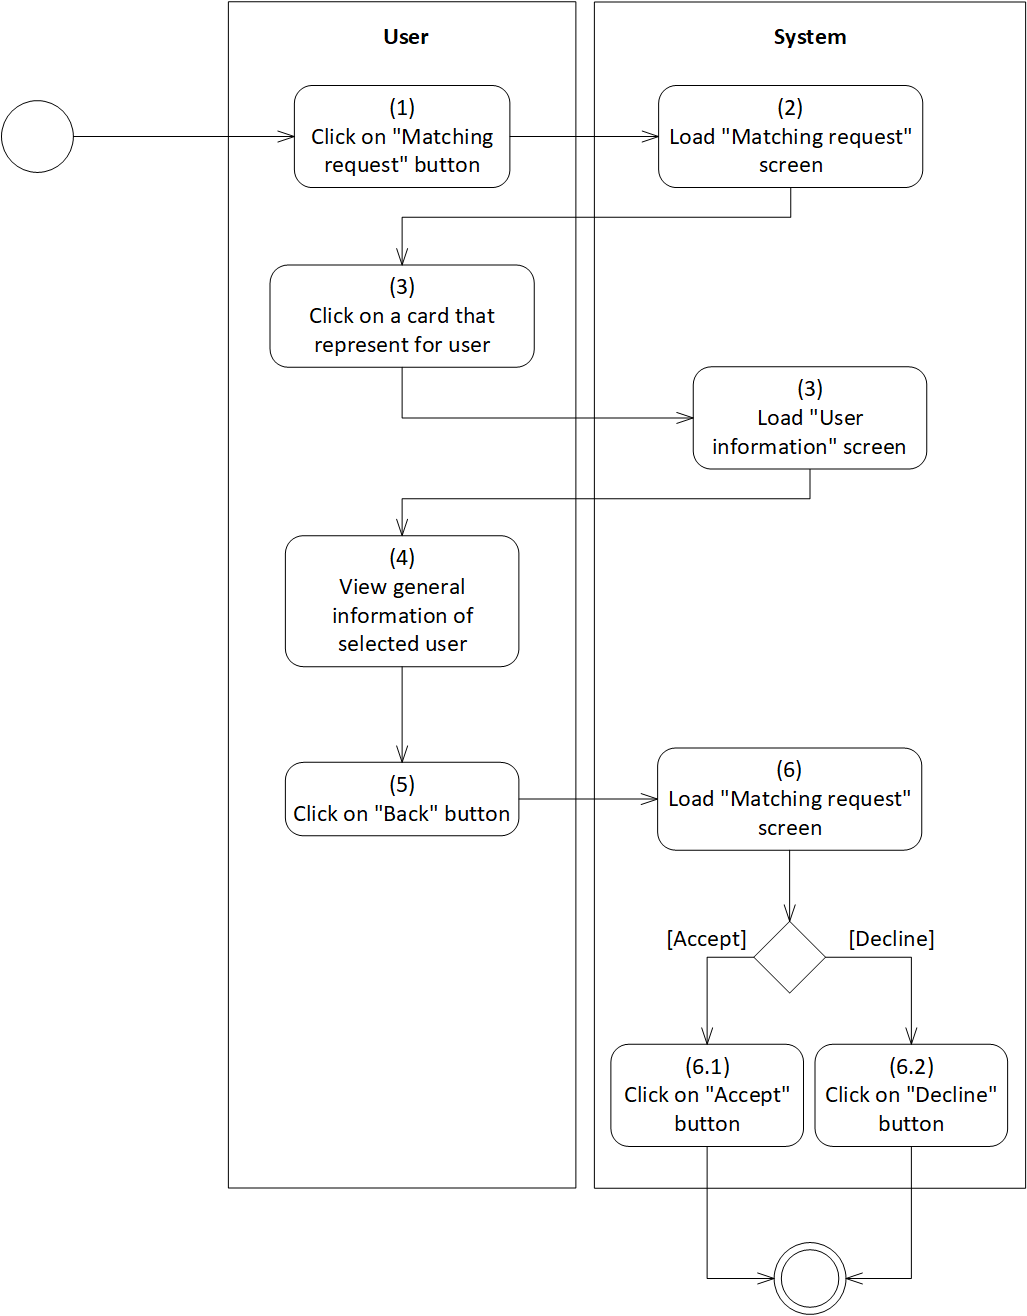 User
System
(1)
Click on "Matching
request" button
(2)
Load "Matching request"
screen
(3)
Click on a card that
represent for user
(3)
Load "User
information" screen
(4)
View general
information of
selected user
(5)
Click on "Back" button
(6)
Load "Matching request"
screen
[Accept]
[Decline]
(6.1)
Click on "Accept"
button
(6.2)
Click on "Decline"
button